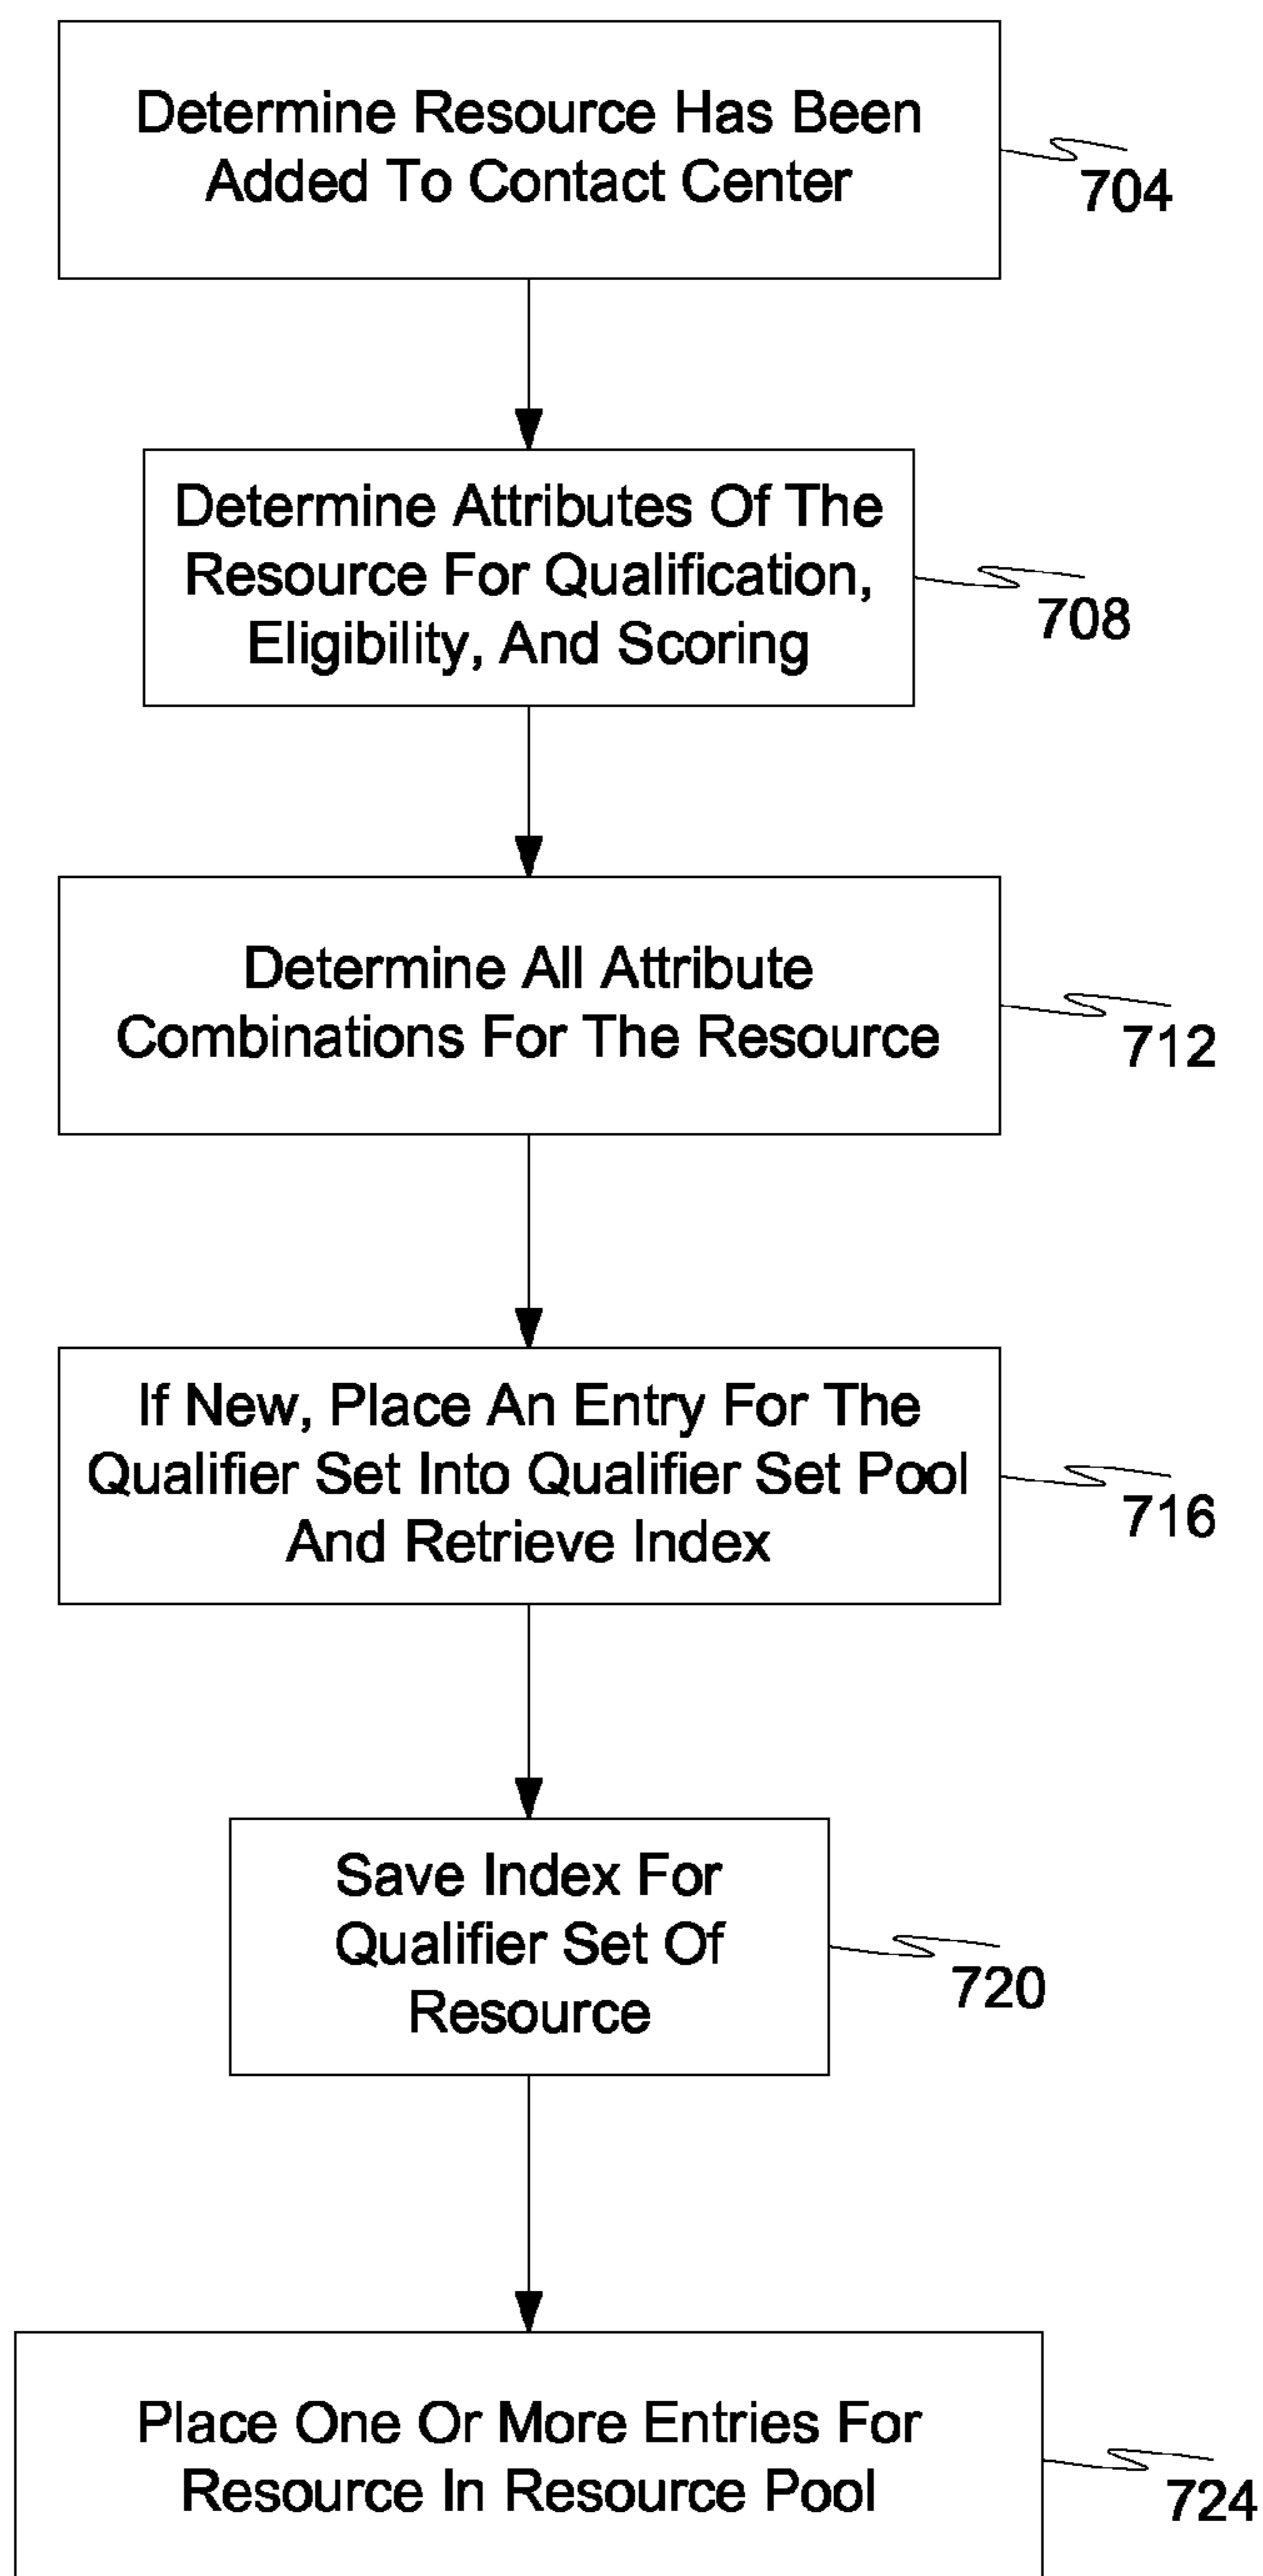 Determine Resource Has Been
Added To Contact Center
704
Determine Attributes Of The
Resource For Qualification,
Eligibility, And Scoring
708
Determine All Attribute
Combinations For The Resource
712
If New, Place An Entry For The
Qualifier Set Into Qualifier Set Pool
And Retrieve Index
716
Save Index For
Qualifier Set Of
Resource
720
Place One Or More Entries For
Resource In Resource Pool
724